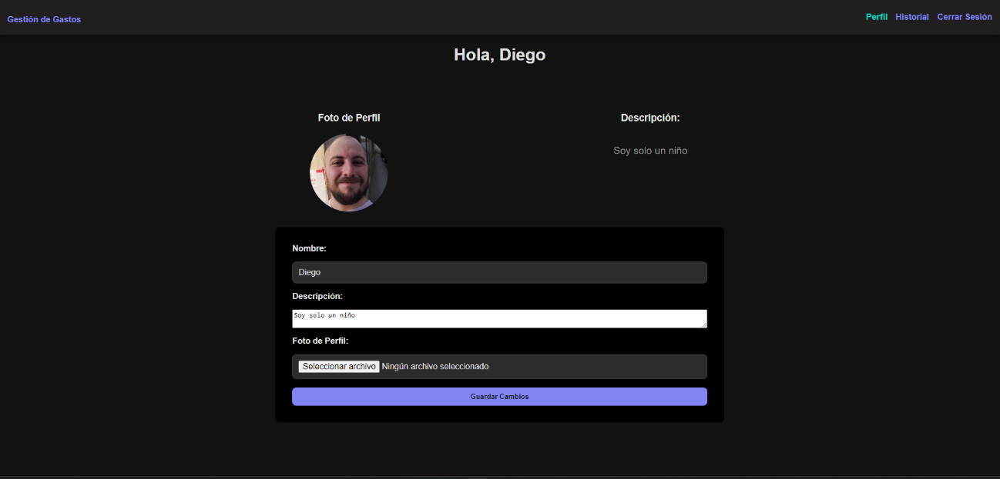 Gestión de Gastos
Perfil Historial Cerrar Sesión
Hola, Diego
Foto de Perfil
Descripción:
Soy solo un niño
Nombre:
Diego
Descripción:
Soy solo un niño
Foto de Perfil:
Seleccionar archivo Ningún archivo seleccionado
Guardar Cambios